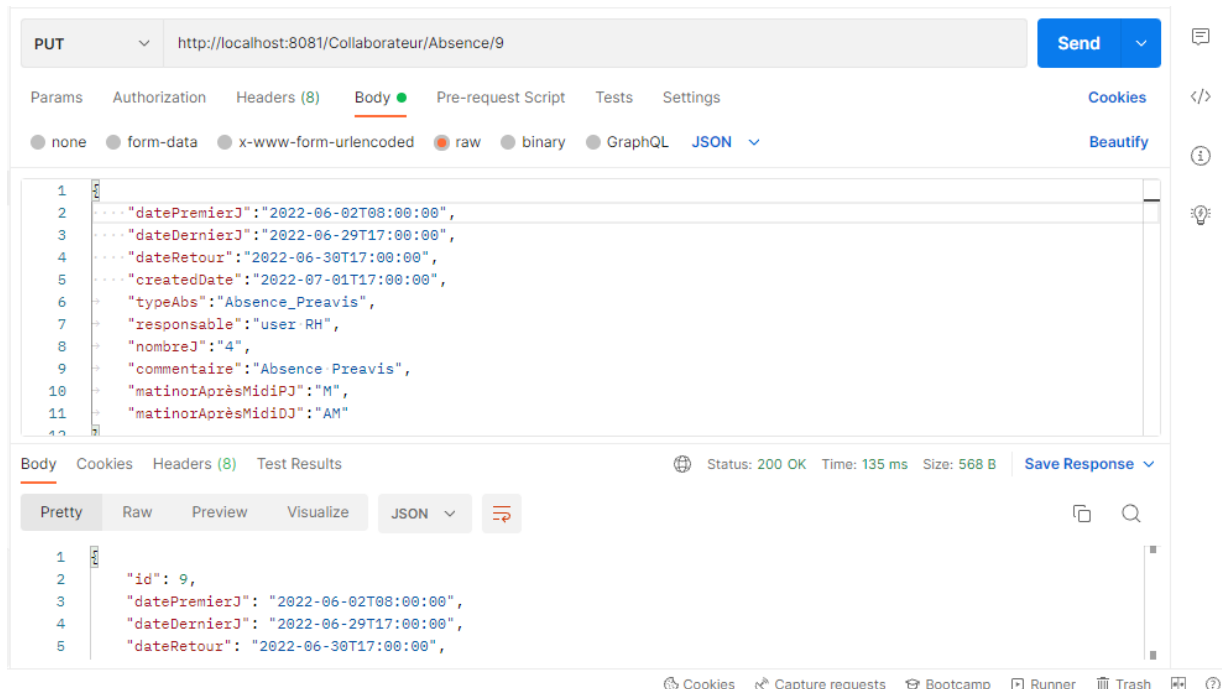 PUT http://localhost:8081/Collaborateur/Absence/9 Send
Params Authorization Headers (8) Body Pre-request Script Tests Settings Cookies
none form-data x-www-form-urlencoded raw binary GraphQL JSON Beautify
1 {
2 "datePremierJ":"2022-06-02T08:00:00",
3 "dateDernierJ":"2022-06-29T17:00:00",
4 "dateRetour":"2022-06-30T17:00:00",
5 "createdDate":"2022-07-01T17:00:00",
6 "typeAbs":"Absence_Preavis",
7 "responsable":"user RH",
8 "nombreJ":"4",
9 "commentaire":"Absence Preavis",
10 "matinorAprèsMidiPJ":"M",
11 "matinorAprèsMidiDJ":"AM"
12 }
Body Cookies Headers (8) Test Results Status: 200 OK Time: 135 ms Size: 568 B Save Response
Pretty Raw Preview Visualize JSON
1 {
2 "id": 9,
3 "datePremierJ": "2022-06-02T08:00:00",
4 "dateDernierJ": "2022-06-29T17:00:00",
5 "dateRetour": "2022-06-30T17:00:00",
Cookies Capture requests Bootcamp Runner Trash